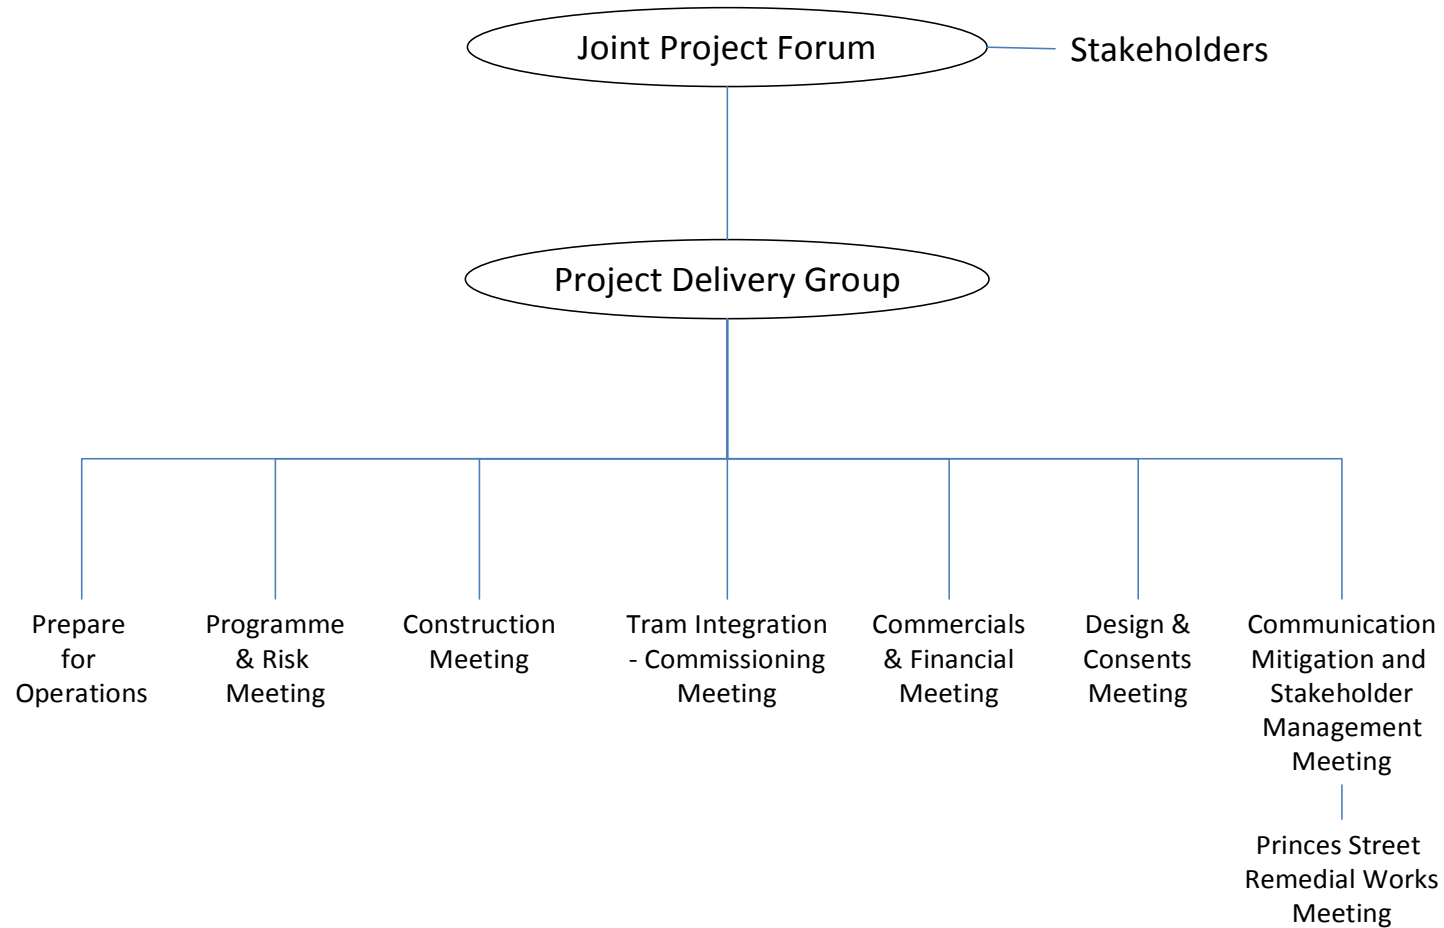 Joint Project Forum
Stakeholders
Project Delivery Group
Prepare
for
Operations
Programme
& Risk
Meeting
Construction
Meeting
Tram Integration
- Commissioning
Meeting
Commercials
& Financial
Meeting
Design &
Consents
Meeting
Communication
Mitigation and
Stakeholder
Management
Meeting
Princes Street
Remedial Works
Meeting